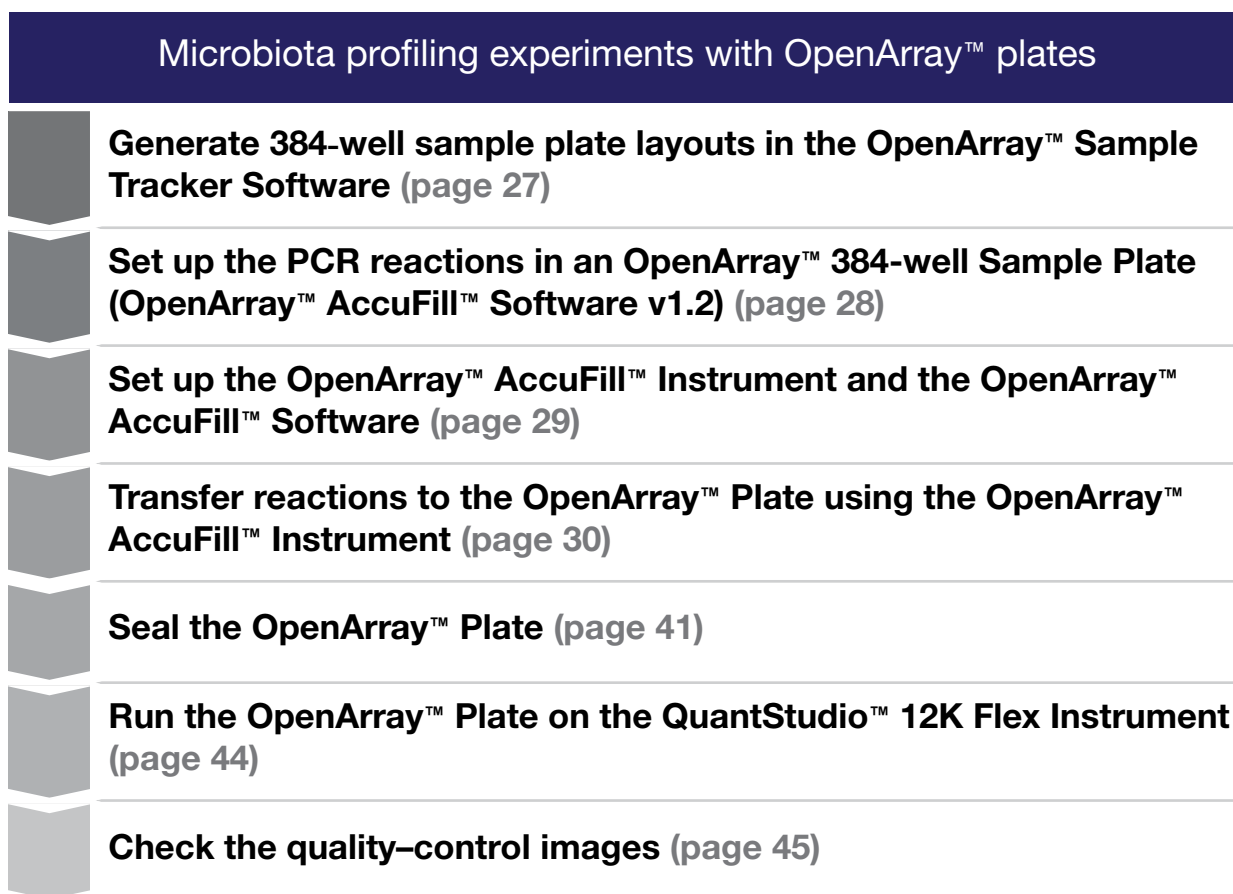 Microbiota profiling experiments with OpenArray™ plates
Generate 384-well sample plate layouts in the OpenArray™ Sample
Tracker Software (page 27)
Set up the PCR reactions in an OpenArray™ 384-well Sample Plate
(OpenArray™ AccuFill™ Software v1.2) (page 28)
Set up the OpenArray™ AccuFill™ Instrument and the OpenArray™
AccuFill™ Software (page 29)
Transfer reactions to the OpenArray™ Plate using the OpenArray™
AccuFill™ Instrument (page 30)
Seal the OpenArray™ Plate (page 41)
Run the OpenArray™ Plate on the QuantStudio™ 12K Flex Instrument
(page 44)
Check the quality–control images (page 45)